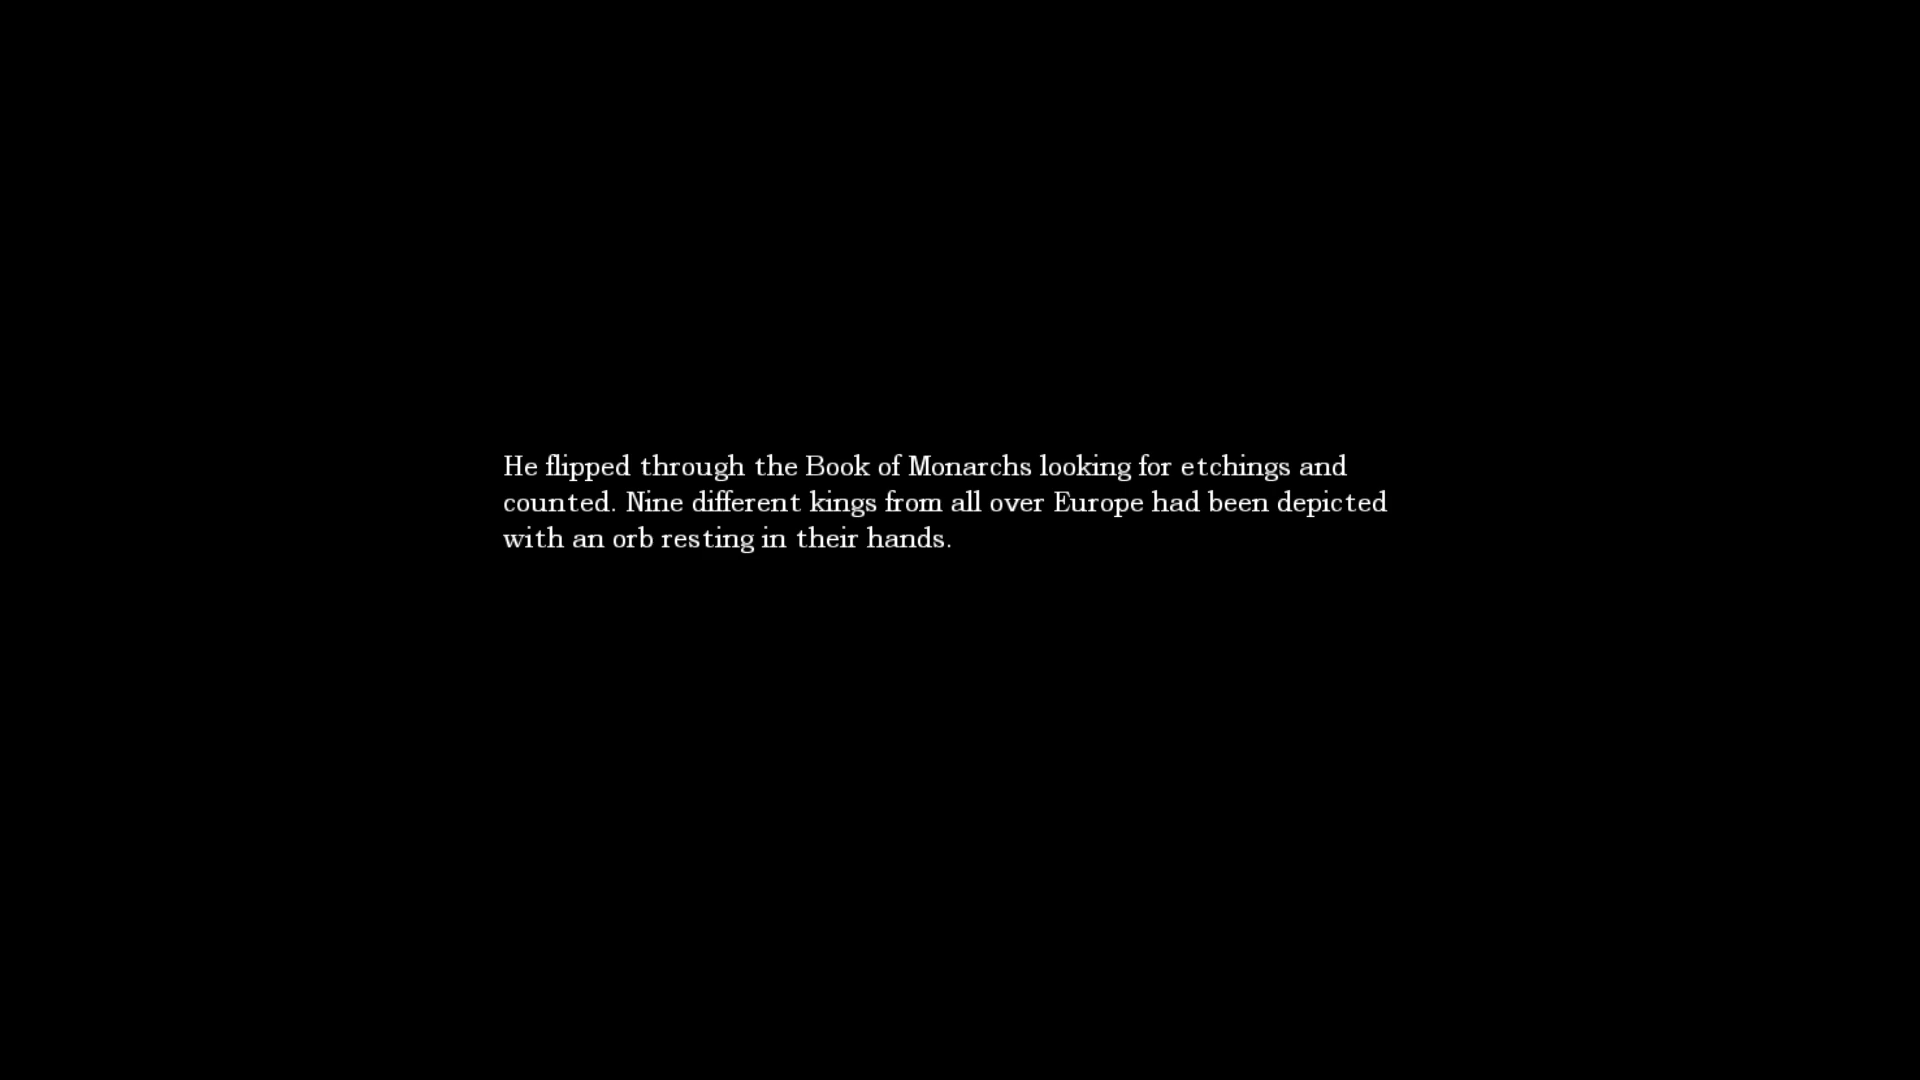 He flipped through the Book of Monarchs looking for etchings and
counted. Nine different kings from all over Europe had been depicted
with an orb resting in their hands.